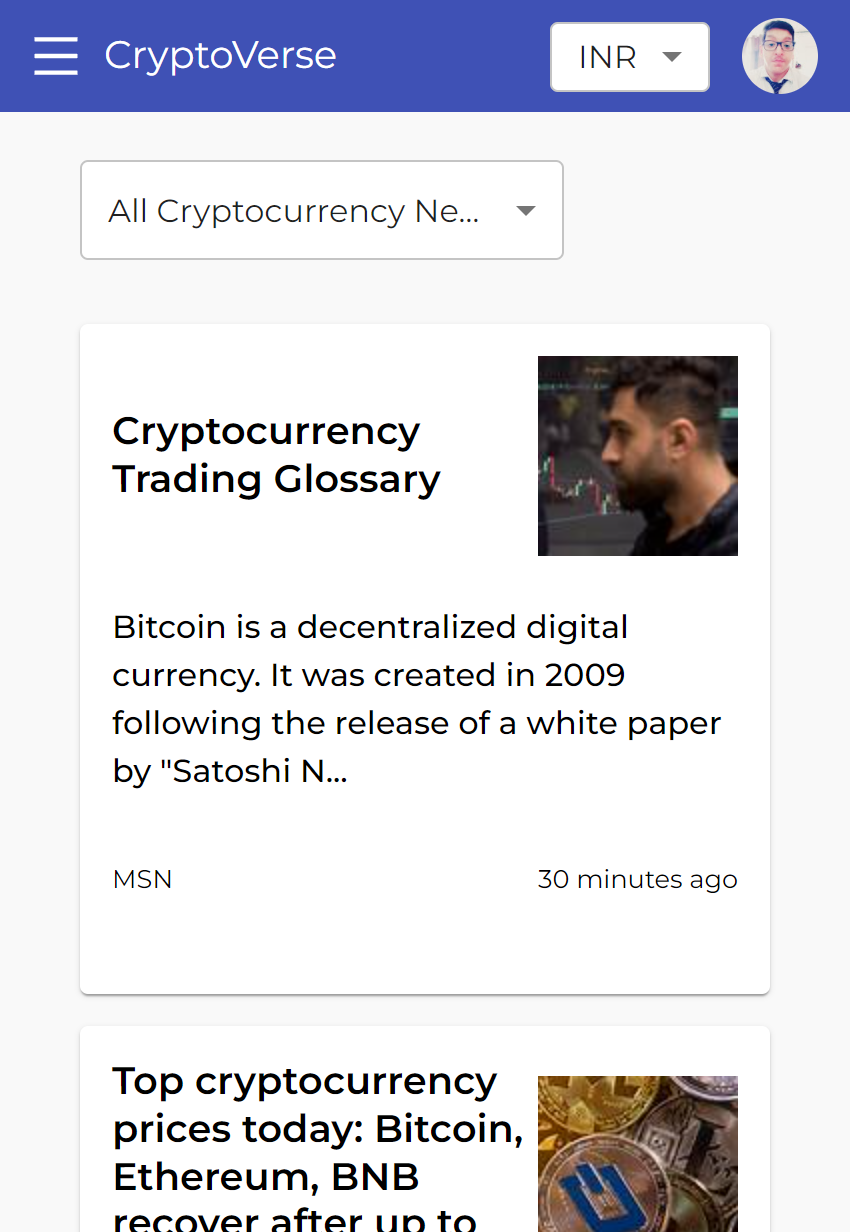 CryptoVerse
INR
All Cryptocurrency Ne...
Cryptocurrency
Trading Glossary
Bitcoin is a decentralized digital
currency. It was created in 2009
following the release of a white paper
by "Satoshi N...
MSN
30 minutes ago
Top cryptocurrency
prices today: Bitcoin,
Ethereum, BNB
recover after up to